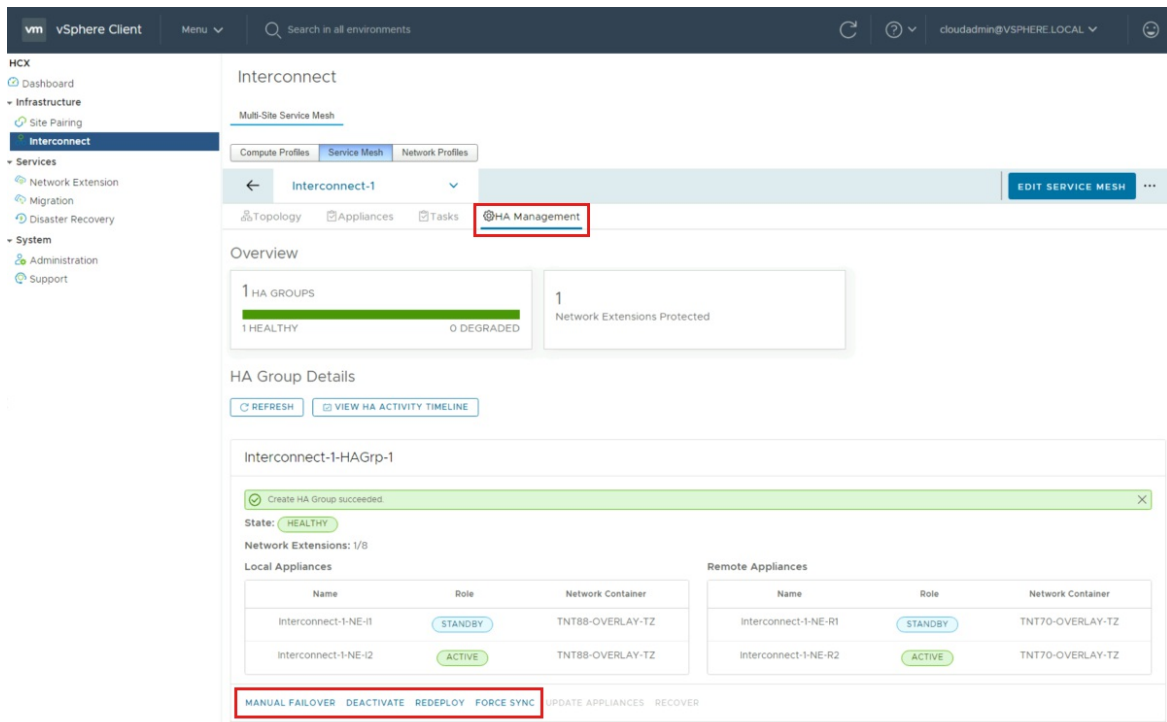 vm vSphere Client Menu Search in all environments cloudadmin@VSPHERE.LOCAL
HCX
Dashboard
Infrastructure
Site Pairing
Interconnect
Services
Network Extension
Migration
Disaster Recovery
System
Administration
Support
Interconnect
Multi-Site Service Mesh
Compute Profiles Service Mesh Network Profiles
Interconnect-1 EDIT SERVICE MESH ...
Topology Appliances Tasks HA Management
Overview
1 HA GROUPS
1 HEALTHY 0 DEGRADED
1
Network Extensions Protected
HA Group Details
REFRESH VIEW HA ACTIVITY TIMELINE
Interconnect-1-HAGrp-1
Create HA Group succeeded.
State: HEALTHY
Network Extensions: 1/8
Local Appliances
Name Role Network Container
Interconnect-1-NE-I1 STANDBY TNT88-OVERLAY-TZ
Interconnect-1-NE-I2 ACTIVE TNT88-OVERLAY-TZ
Remote Appliances
Name Role Network Container
Interconnect-1-NE-R1 STANDBY TNT70-OVERLAY-TZ
Interconnect-1-NE-R2 ACTIVE TNT70-OVERLAY-TZ
MANUAL FAILOVER DEACTIVATE REDEPLOY FORCE SYNC UPDATE APPLIANCES RECOVER